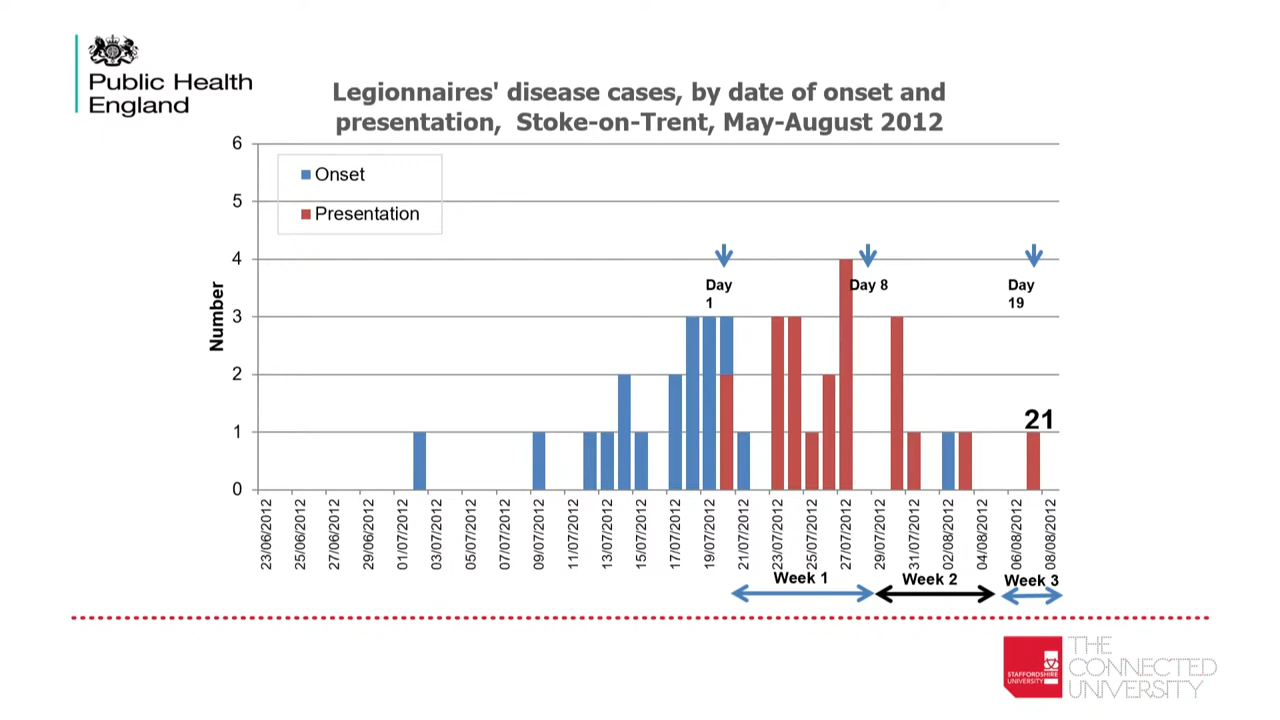 Public Health
England
Legionnaires' disease cases, by date of onset and
presentation, Stoke-on-Trent, May-August 2012
6
5
4
3
2
1
0
Number
Onset
Presentation
Day
1
Day 8
Day
19
21
23/06/2012
25/06/2012
27/06/2012
29/06/2012
01/07/2012
03/07/2012
05/07/2012
07/07/2012
09/07/2012
11/07/2012
13/07/2012
15/07/2012
17/07/2012
19/07/2012
21/07/2012
23/07/2012
25/07/2012
27/07/2012
29/07/2012
31/07/2012
02/08/2012
04/08/2012
06/08/2012
08/08/2012
Week 1
Week 2
Week 3
STAFFORDSHIRE
UNIVERSITY
THE
CONNECTED
UNIVERSITY